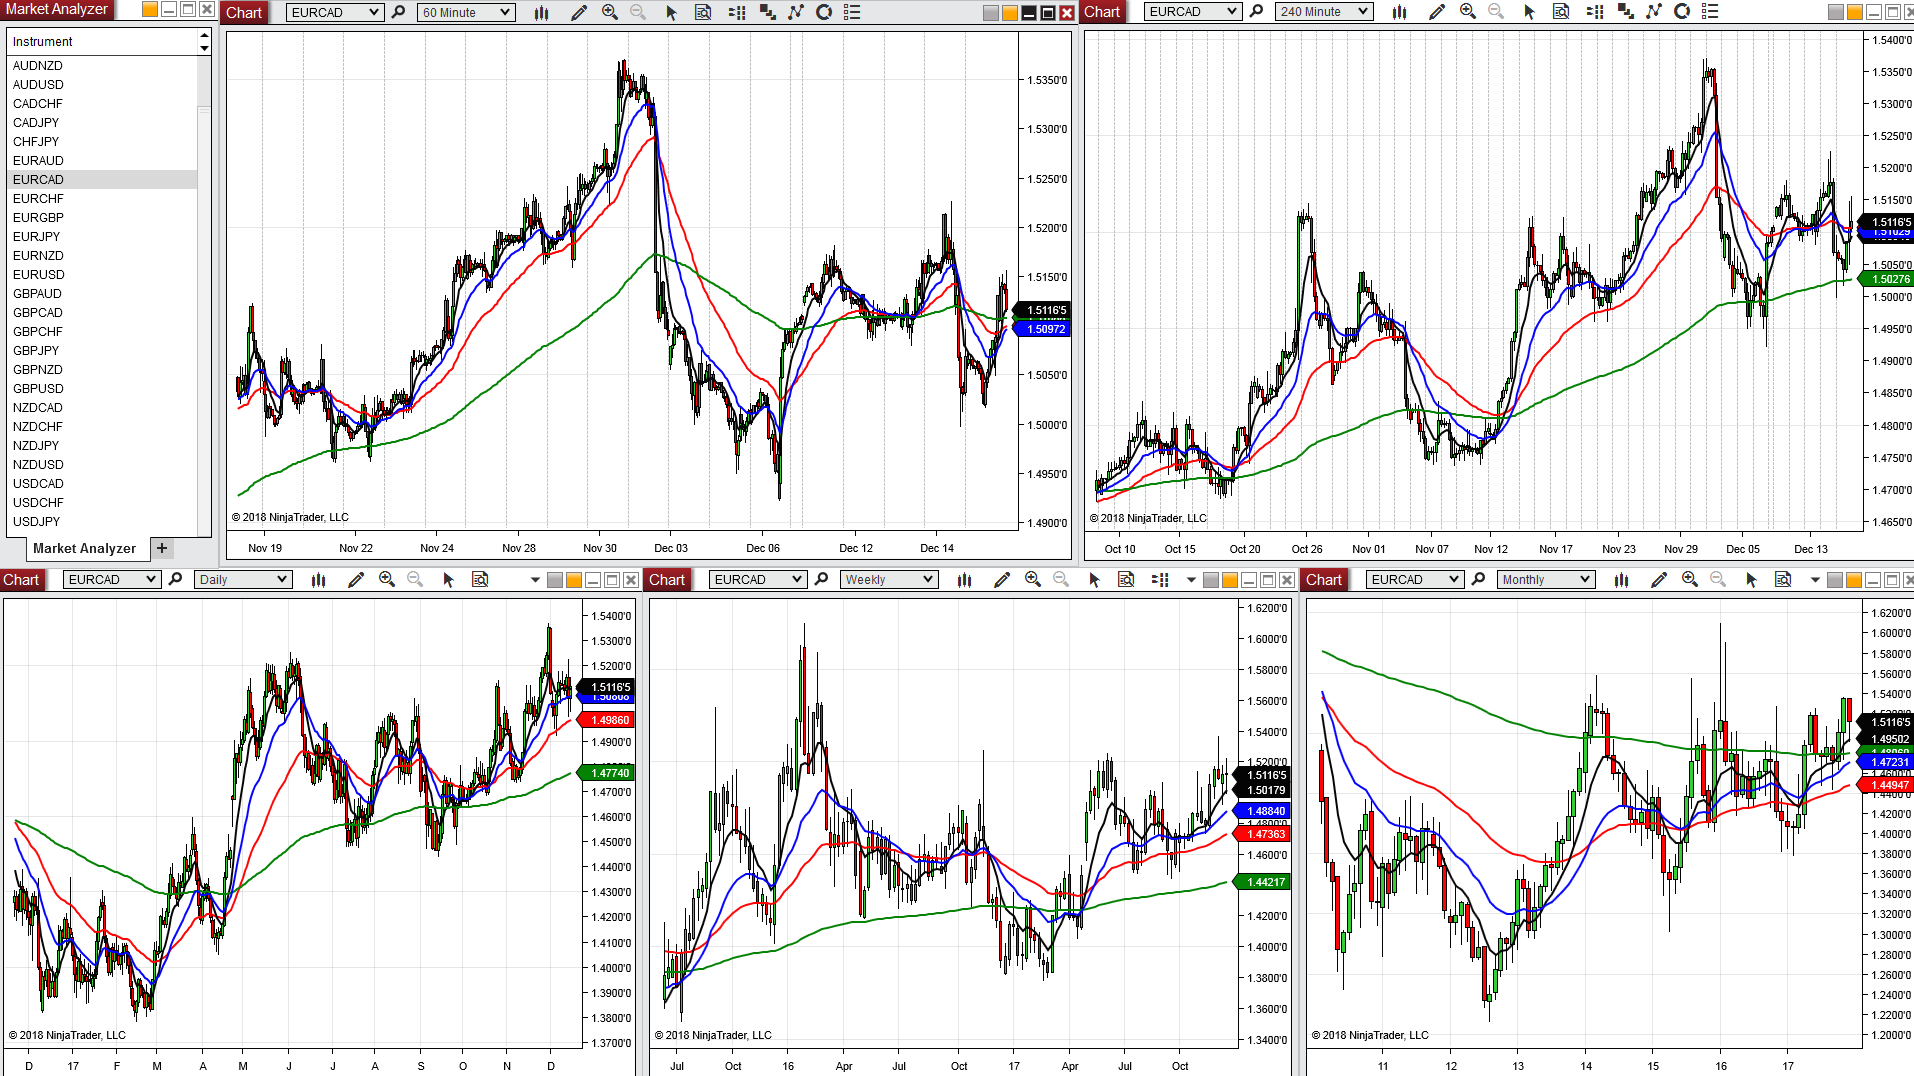 Market Analyzer
Instrument
AUDNZD
AUDUSD
CADCHF
CADJPY
CHFJPY
EURAUD
EURCAD
EURCHF
EURGBP
EURJPY
EURNZD
EURUSD
GBPAUD
GBPCAD
GBPCHF
GBPJPY
GBPNZD
GBPUSD
NZDCAD
NZDCHF
NZDJPY
NZDUSD
USDCAD
USDCHF
USDJPY
Market Analyzer +
Chart EURCAD 60 Minute
1.5350'0
1.5300'0
1.5250'0
1.5200'0
1.5150'0
1.5116'5
1.50972
1.5050'0
1.5000'0
1.4950'0
1.4900'0
© 2018 NinjaTrader, LLC
Nov 19 Nov 22 Nov 24 Nov 28 Nov 30 Dec 03 Dec 06 Dec 12 Dec 14
Chart EURCAD 240 Minute
1.5400'0
1.5350'0
1.5300'0
1.5250'0
1.5200'0
1.5150'0
1.5116'5
1.51029
1.5050'0
1.50276
1.5000'0
1.4950'0
1.4900'0
1.4850'0
1.4800'0
1.4750'0
1.4700'0
1.4650'0
© 2018 NinjaTrader, LLC
Oct 10 Oct 15 Oct 20 Oct 26 Nov 01 Nov 07 Nov 12 Nov 17 Nov 23 Nov 29 Dec 05 Dec 13
Chart EURCAD Daily
1.5400'0
1.5300'0
1.5200'0
1.5116'5
1.49860
1.4900'0
1.47740
1.4700'0
1.4600'0
1.4500'0
1.4400'0
1.4300'0
1.4200'0
1.4100'0
1.4000'0
1.3900'0
1.3800'0
1.3700'0
© 2018 NinjaTrader, LLC
D 17 F M A M J J A S O N D
Chart EURCAD Weekly
1.6200'0
1.6000'0
1.5800'0
1.5600'0
1.5400'0
1.5200'0
1.5116'5
1.50179
1.48840
1.4800'0
1.47363
1.4600'0
1.44217
1.4200'0
1.4000'0
1.3800'0
1.3600'0
1.3400'0
© 2018 NinjaTrader, LLC
Jul Oct 16 Apr Jul Oct 17 Apr Jul Oct
Chart EURCAD Monthly
1.6200'0
1.6000'0
1.5800'0
1.5600'0
1.5400'0
1.5200'0
1.5116'5
1.49502
1.47231
1.4600'0
1.44947
1.4400'0
1.4200'0
1.4000'0
1.3800'0
1.3600'0
1.3400'0
1.3200'0
1.3000'0
1.2800'0
1.2600'0
1.2400'0
1.2200'0
1.2000'0
© 2018 NinjaTrader, LLC
11 12 13 14 15 16 17